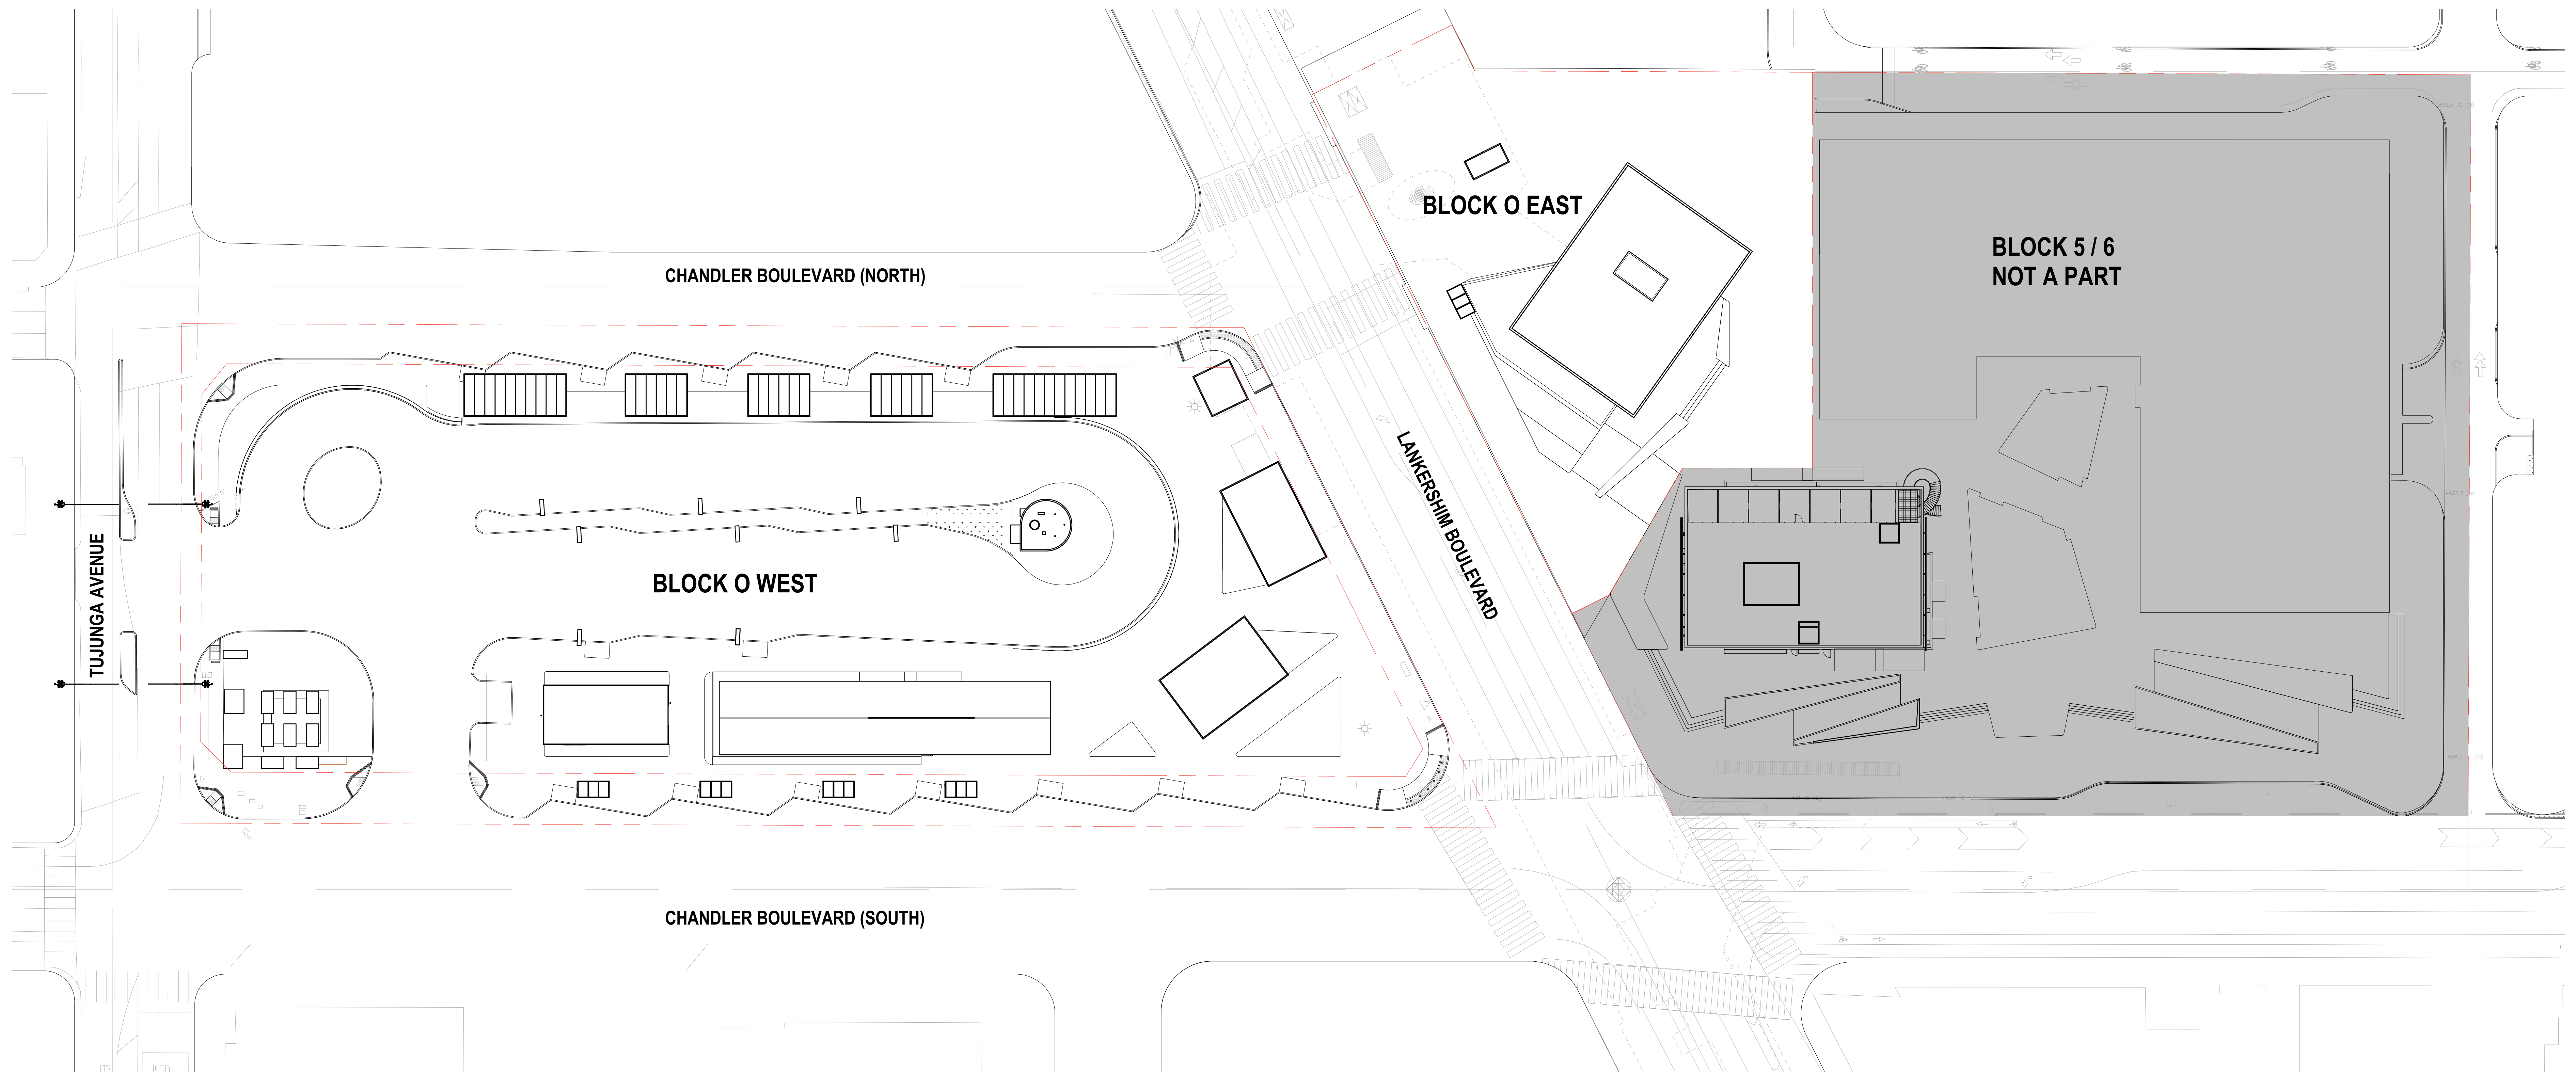 BLOCK O EAST
BLOCK 5 / 6
NOT A PART
CHANDLER BOULEVARD (NORTH)
LANKERSHIM BOULEVARD
TUJUNGA AVENUE
BLOCK O WEST
CHANDLER BOULEVARD (SOUTH)